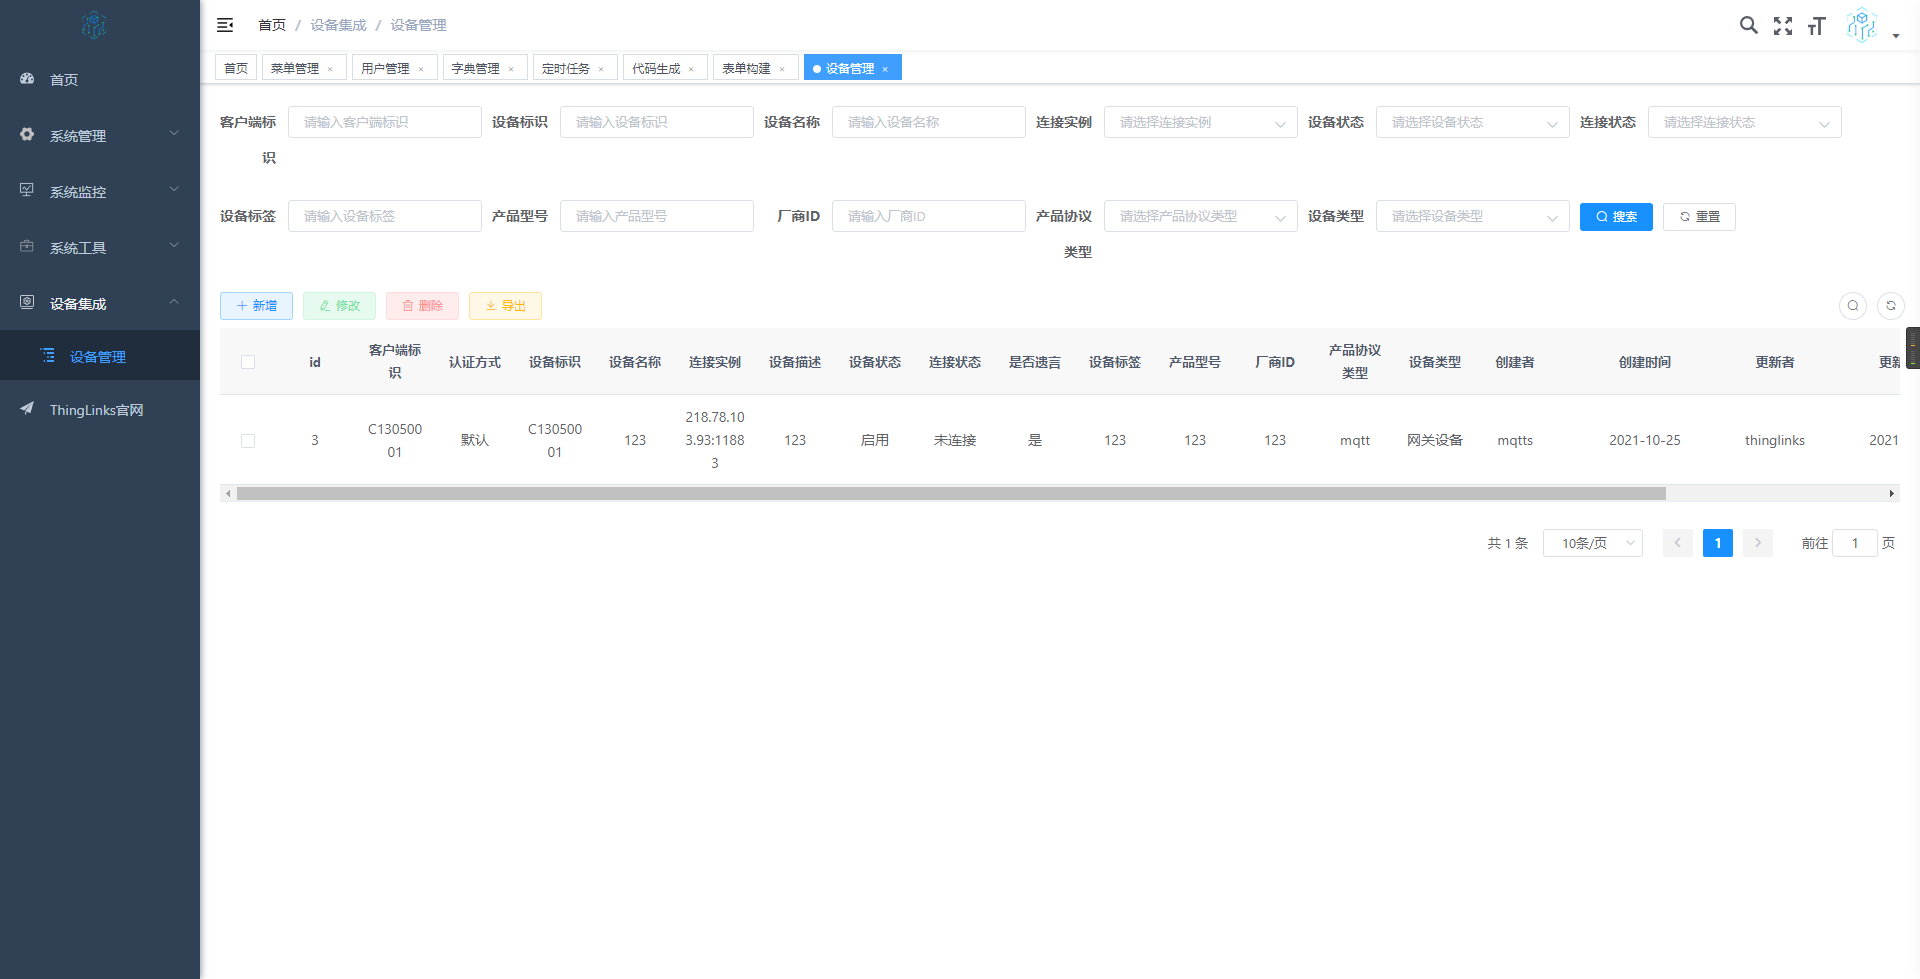 首页
系统管理
系统监控
系统工具
设备集成
设备管理
ThingLinks官网
首页 / 设备集成 / 设备管理
首页 菜单管理 × 用户管理 × 字典管理 × 定时任务 × 代码生成 × 表单构建 × 设备管理 ×
客户端标识 请输入客户端标识 设备标识 请输入设备标识 设备名称 请输入设备名称 连接实例 请选择连接实例 设备状态 请选择设备状态 连接状态 请选择连接状态
设备标签 请输入设备标签 产品型号 请输入产品型号 厂商ID 请输入厂商ID 产品协议类型 请选择产品协议类型 设备类型 请选择设备类型 搜索 重置
新增 修改 删除 导出
id 客户端标识 认证方式 设备标识 设备名称 连接实例 设备描述 设备状态 连接状态 是否遗言 设备标签 产品型号 厂商ID 产品协议类型 设备类型 创建者 创建时间 更新者 更新
3 C13050001 默认 C13050001 123 218.78.103.93:11883 123 启用 未连接 是 123 123 123 mqtt 网关设备 mqtts 2021-10-25 thinglinks 2021
共 1 条 10条/页 1 前往 1 页